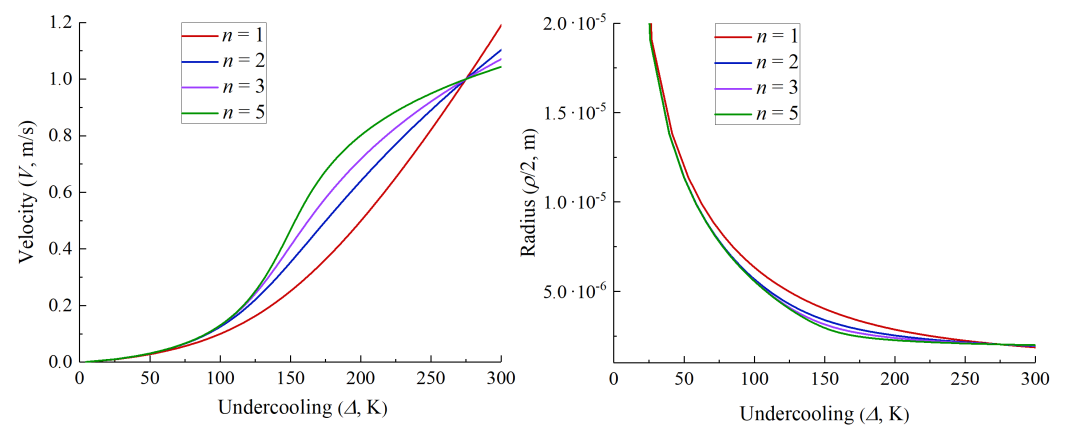 1.2
1.0
0.8
0.6
0.4
0.2
0.0
Velocity (V, m/s)
n = 1
n = 2
n = 3
n = 5
0 50 100 150 200 250 300
Undercooling (Δ, K)
2.0·10⁻⁵
1.5·10⁻⁵
1.0·10⁻⁵
5.0·10⁻⁶
Radius (ρ/2, m)
n = 1
n = 2
n = 3
n = 5
0 50 100 150 200 250 300
Undercooling (Δ, K)